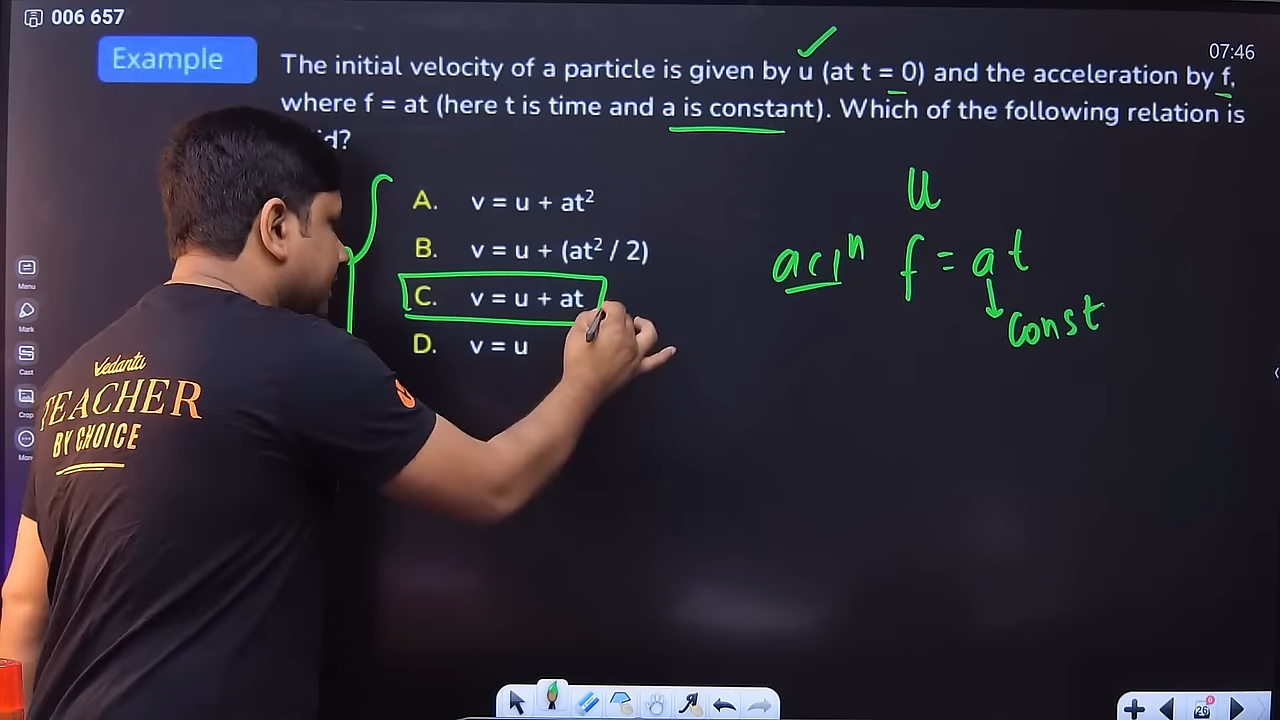 006 657
07:46
Example
The initial velocity of a particle is given by u (at t = 0) and the acceleration by f,
where f = at (here t is time and a is constant). Which of the following relation is
d?
A. v = u + at²
B. v = u + (at² / 2)
C. v = u + at
D. v = u
u
accⁿ f = at
const
Menu
Mark
Cast
Crop
More
Vedantu
TEACHER
BY CHOICE
26